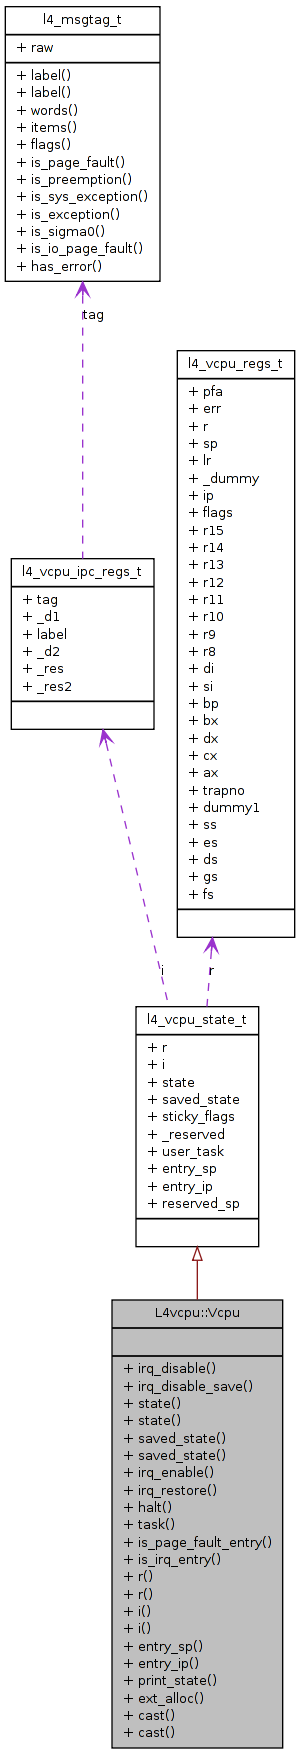 l4_msgtag_t
+ raw
+ label()
+ label()
+ words()
+ items()
+ flags()
+ is_page_fault()
+ is_preemption()
+ is_sys_exception()
+ is_exception()
+ is_sigma0()
+ is_io_page_fault()
+ has_error()
tag
l4_vcpu_regs_t
+ pfa
+ err
+ r
+ sp
+ lr
+ _dummy
+ ip
+ flags
+ r15
+ r14
+ r13
+ r12
+ r11
+ r10
+ r9
+ r8
+ di
+ si
+ bp
+ bx
+ dx
+ cx
+ ax
+ trapno
+ dummy1
+ ss
+ es
+ ds
+ gs
+ fs
l4_vcpu_ipc_regs_t
+ tag
+ _d1
+ label
+ _d2
+ _res
+ _res2
i
r
l4_vcpu_state_t
+ r
+ i
+ state
+ saved_state
+ sticky_flags
+ _reserved
+ user_task
+ entry_sp
+ entry_ip
+ reserved_sp
L4vcpu::Vcpu
+ irq_disable()
+ irq_disable_save()
+ state()
+ state()
+ saved_state()
+ saved_state()
+ irq_enable()
+ irq_restore()
+ halt()
+ task()
+ is_page_fault_entry()
+ is_irq_entry()
+ r()
+ r()
+ i()
+ i()
+ entry_sp()
+ entry_ip()
+ print_state()
+ ext_alloc()
+ cast()
+ cast()